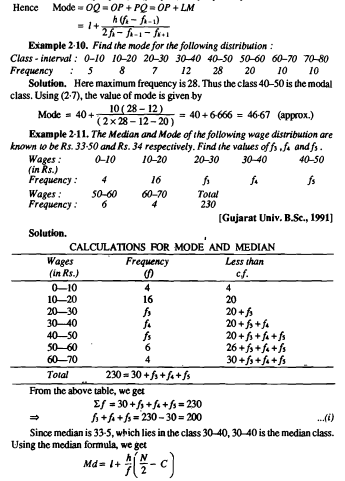 Hence Mode = OQ = OP + PQ = OP + LM
= l + h (fₖ − fₖ₋₁) / 2fₖ − fₖ₋₁ − fₖ₊₁
Example 2·10. Find the mode for the following distribution :
Class - interval : 0–10 10–20 20–30 30–40 40–50 50–60 60–70 70–80
Frequency : 5 8 7 12 28 20 10 10
Solution. Here maximum frequency is 28. Thus the class 40–50 is the modal
class. Using (2·7), the value of mode is given by
Mode = 40 + 10 ( 28 − 12 ) / ( 2 × 28 − 12 − 20 ) = 40 + 6·666 = 46·67 (approx.)
Example 2·11. The Median and Mode of the following wage distribution are
known to be Rs. 33·50 and Rs. 34 respectively. Find the values of f₃ , f₄ and f₅ .
Wages : 0–10 10–20 20–30 30–40 40–50
(in Rs.)
Frequency : 4 16 f₃ f₄ f₅
Wages : 50–60 60–70 Total
Frequency : 6 4 230
[Gujarat Univ. B.Sc., 1991]
Solution.
CALCULATIONS FOR MODE AND MEDIAN
Wages Frequency Less than
(in Rs.) (f) c.f.
0—10 4 4
10—20 16 20
20—30 f₃ 20 + f₃
30—40 f₄ 20 + f₃ + f₄
40—50 f₅ 20 + f₃ + f₄ + f₅
50—60 6 26 + f₃ + f₄ + f₅
60—70 4 30 + f₃ + f₄ + f₅
Total 230 = 30 + f₃ + f₄ + f₅
From the above table, we get
Σf = 30 + f₃ + f₄ + f₅ = 230
⇒ f₃ + f₄ + f₅ = 230 − 30 = 200 ...(i)
Since median is 33·5, which lies in the class 30–40, 30–40 is the median class.
Using the median formula, we get
Md = l + h/f ( N/2 − C )